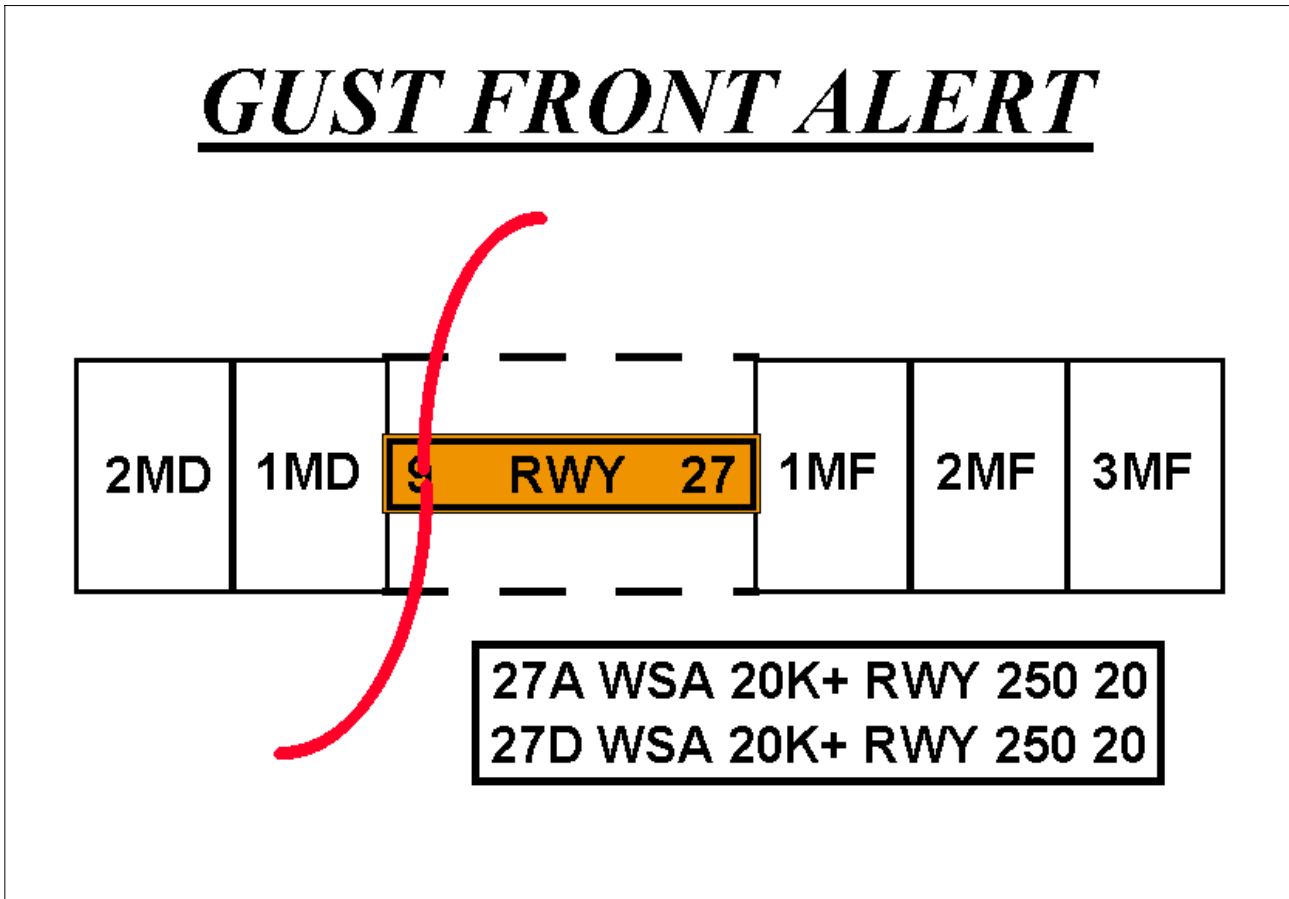 GUST FRONT ALERT
2MD 1MD 9 RWY 27 1MF 2MF 3MF
27A WSA 20K+ RWY 250 20
27D WSA 20K+ RWY 250 20